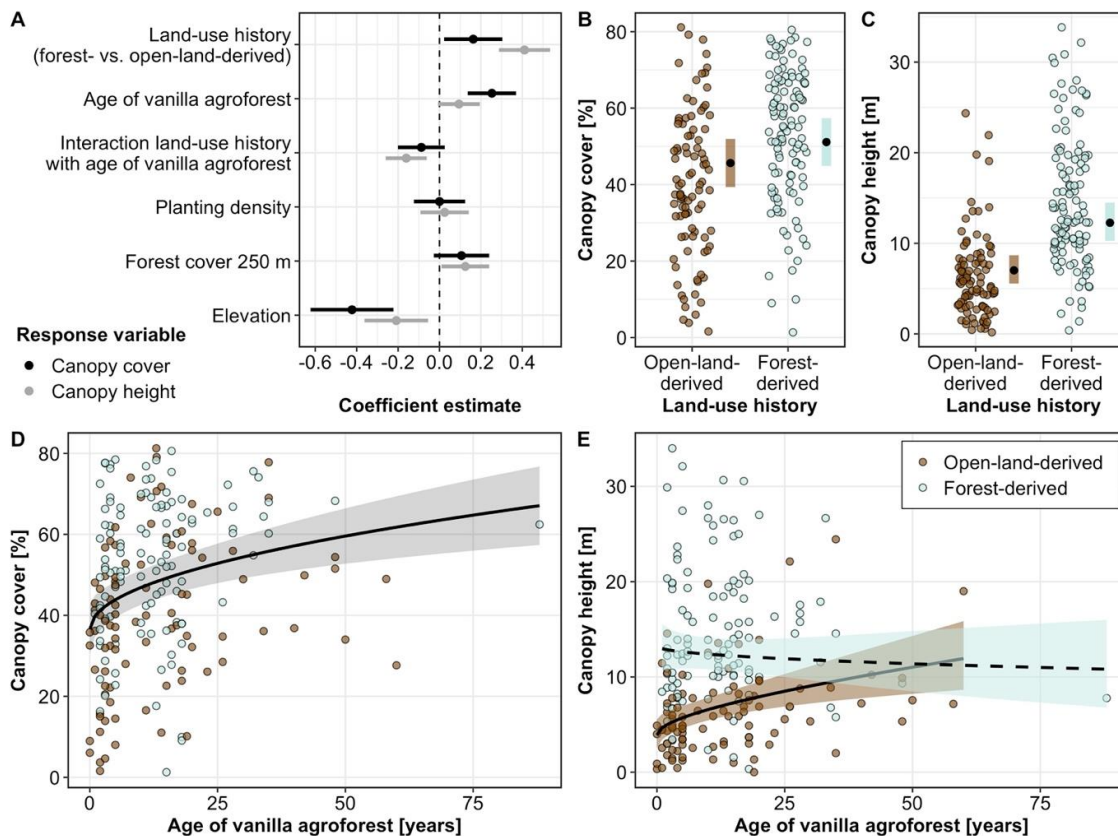 A
Land-use history
(forest- vs. open-land-derived)
Age of vanilla agroforest
Interaction land-use history
with age of vanilla agroforest
Planting density
Forest cover 250 m
Elevation
Response variable
Canopy cover
Canopy height
-0.6 -0.4 -0.2 0.0 0.2 0.4
Coefficient estimate
B
Canopy cover [%]
80
60
40
20
0
Open-land-
derived
Forest-
derived
Land-use history
C
Canopy height [m]
30
20
10
0
Open-land-
derived
Forest-
derived
Land-use history
D
Canopy cover [%]
80
60
40
20
0
0 25 50 75
Age of vanilla agroforest [years]
E
Canopy height [m]
30
20
10
0
Open-land-derived
Forest-derived
0 25 50 75
Age of vanilla agroforest [years]